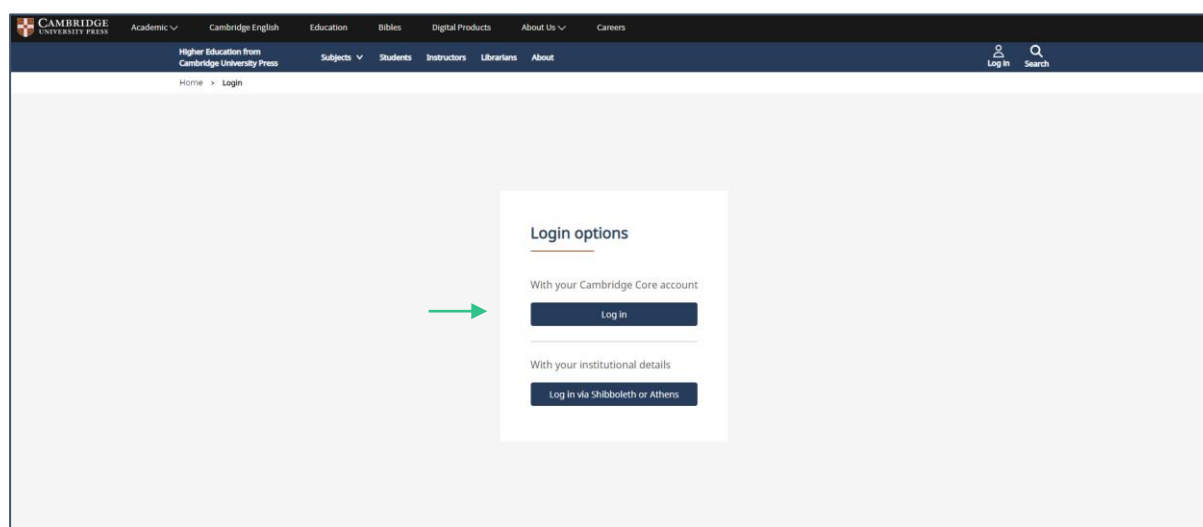 CAMBRIDGE
UNIVERSITY PRESS
Academic Cambridge English Education Bibles Digital Products About Us Careers
Higher Education from
Cambridge University Press
Subjects Students Instructors Librarians About
Log in Search
Home > Login
Login options
With your Cambridge Core account
Log in
With your institutional details
Log in via Shibboleth or Athens